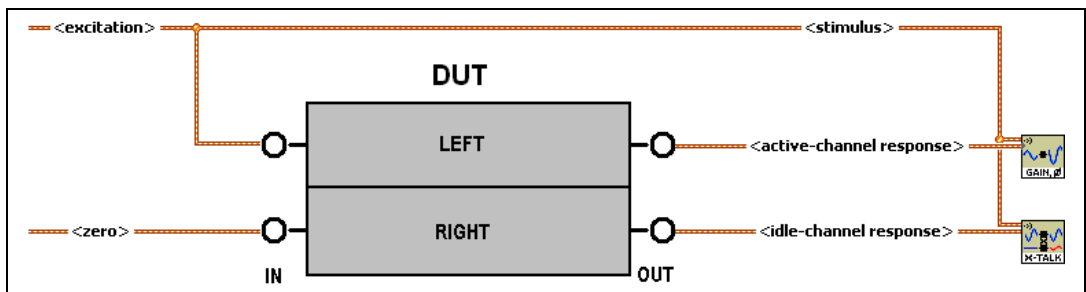 <excitation>
<stimulus>
DUT
LEFT
<active-channel response>
GAIN, Ø
<zero>
RIGHT
<idle-channel response>
X-TALK
IN
OUT